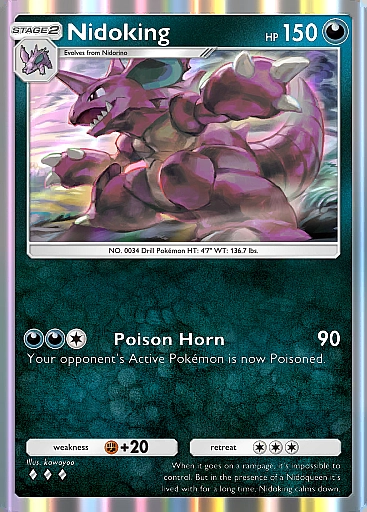 STAGE 2 Nidoking HP 150
Evolves from Nidorino
NO. 0034 Drill Pokémon HT: 4'7" WT: 136.7 lbs.
Poison Horn 90
Your opponent's Active Pokémon is now Poisoned.
weakness +20 retreat
Illus. kawayoo
When it goes on a rampage, it's impossible to
control. But in the presence of a Nidoqueen it's
lived with for a long time, Nidoking calms down.